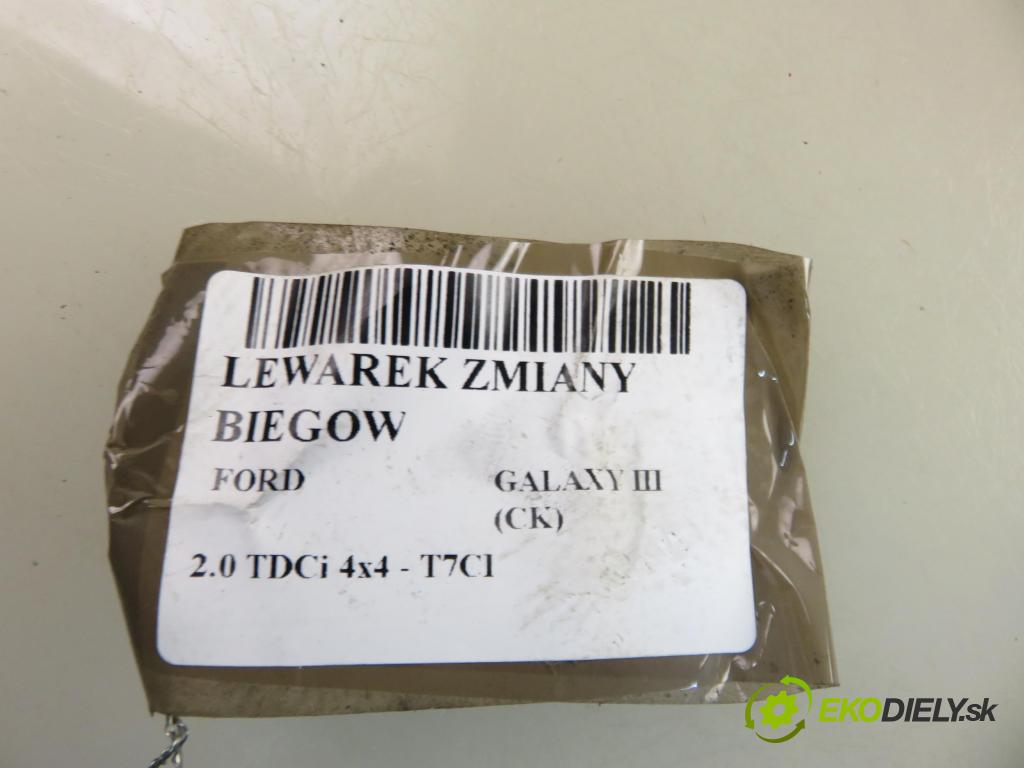 LEWAREK ZMIANY
BIEGOW
FORD GALAXY III
(CK)
2.0 TDCi 4x4 - T7CI
EKODIELY.sk